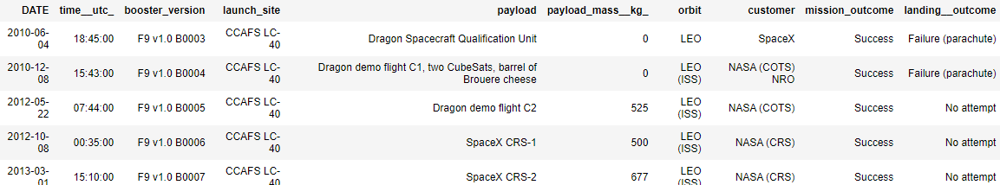 DATE time__utc_ booster_version launch_site payload payload_mass__kg_ orbit customer mission_outcome landing__outcome
2010-06-
04 18:45:00 F9 v1.0 B0003 CCAFS LC-
40 Dragon Spacecraft Qualification Unit 0 LEO SpaceX Success Failure (parachute)
2010-12-
08 15:43:00 F9 v1.0 B0004 CCAFS LC-
40 Dragon demo flight C1, two CubeSats, barrel of
Brouere cheese 0 LEO
(ISS) NASA (COTS)
NRO Success Failure (parachute)
2012-05-
22 07:44:00 F9 v1.0 B0005 CCAFS LC-
40 Dragon demo flight C2 525 LEO
(ISS) NASA (COTS) Success No attempt
2012-10-
08 00:35:00 F9 v1.0 B0006 CCAFS LC-
40 SpaceX CRS-1 500 LEO
(ISS) NASA (CRS) Success No attempt
2013-03-
01 15:10:00 F9 v1.0 B0007 CCAFS LC-
40 SpaceX CRS-2 677 LEO
(ISS) NASA (CRS) Success No attempt